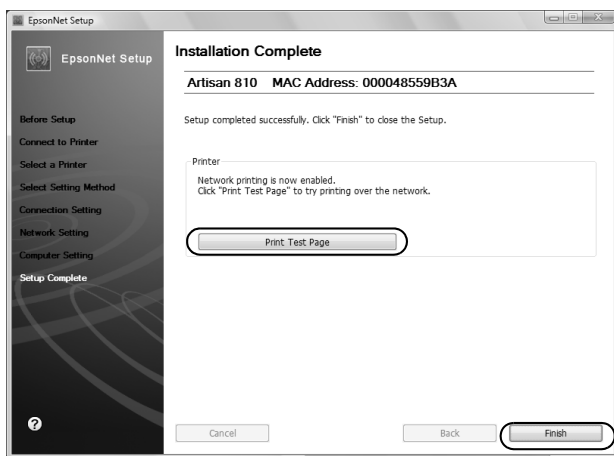 EpsonNet Setup
EpsonNet Setup
Before Setup
Connect to Printer
Select a Printer
Select Setting Method
Connection Setting
Network Setting
Computer Setting
Setup Complete
?
Installation Complete
Artisan 810 MAC Address: 000048559B3A
Setup completed successfully. Click "Finish" to close the Setup.
Printer
Network printing is now enabled.
Click "Print Test Page" to try printing over the network.
Print Test Page
Cancel
Back
Finish